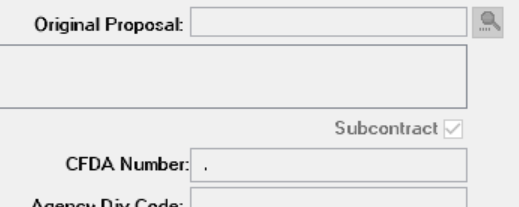 Original Proposal:
Subcontract
CFDA Number: .
Agency Div Code: